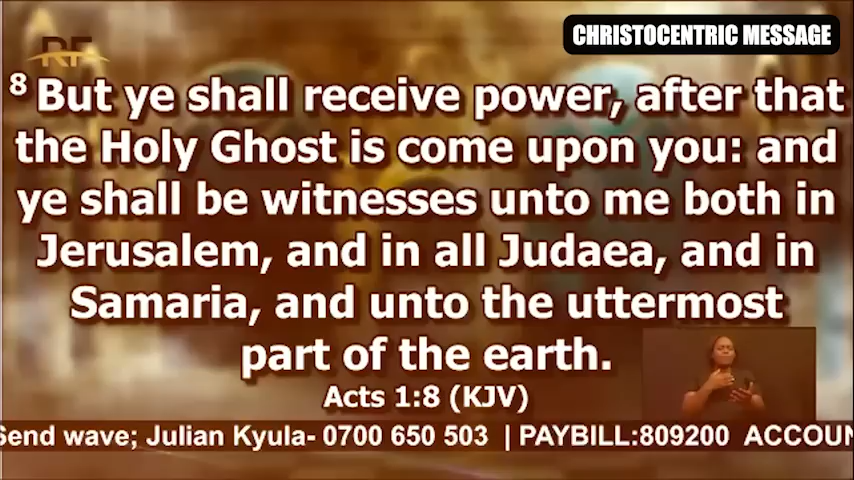 RFA
CHRISTOCENTRIC MESSAGE
8 But ye shall receive power, after that
the Holy Ghost is come upon you: and
ye shall be witnesses unto me both in
Jerusalem, and in all Judaea, and in
Samaria, and unto the uttermost
part of the earth.
Acts 1:8 (KJV)
Send wave; Julian Kyula- 0700 650 503 | PAYBILL:809200 ACCOUN